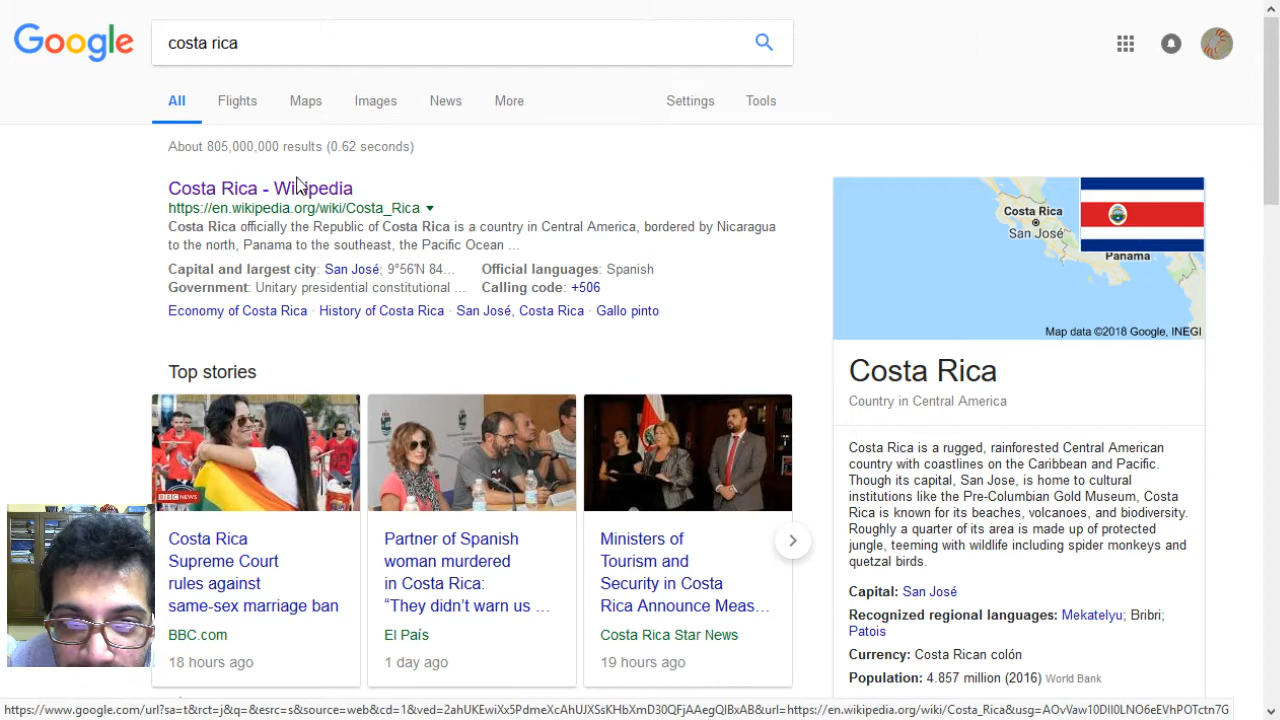 Google
costa rica
All Flights Maps Images News More Settings Tools
About 805,000,000 results (0.62 seconds)
Costa Rica - Wikipedia
https://en.wikipedia.org/wiki/Costa_Rica
Costa Rica officially the Republic of Costa Rica is a country in Central America, bordered by Nicaragua
to the north, Panama to the southeast, the Pacific Ocean ...
Capital and largest city: San José; 9°56'N 84... Official languages: Spanish
Government: Unitary presidential constitutional ... Calling code: +506
Economy of Costa Rica · History of Costa Rica · San José, Costa Rica · Gallo pinto
Top stories
BBC NEWS
Costa Rica
Supreme Court
rules against
same-sex marriage ban
BBC.com
18 hours ago
Partner of Spanish
woman murdered
in Costa Rica:
“They didn’t warn us ...
El País
1 day ago
Ministers of
Tourism and
Security in Costa
Rica Announce Meas...
Costa Rica Star News
19 hours ago
Costa Rica
San José
Panama
Map data ©2018 Google, INEGI
Costa Rica
Country in Central America
Costa Rica is a rugged, rainforested Central American
country with coastlines on the Caribbean and Pacific.
Though its capital, San Jose, is home to cultural
institutions like the Pre-Columbian Gold Museum, Costa
Rica is known for its beaches, volcanoes, and biodiversity.
Roughly a quarter of its area is made up of protected
jungle, teeming with wildlife including spider monkeys and
quetzal birds.
Capital: San José
Recognized regional languages: Mekatelyu; Bribri;
Patois
Currency: Costa Rican colón
Population: 4.857 million (2016) World Bank
https://www.google.com/url?sa=t&rct=j&q=&esrc=s&source=web&cd=1&ved=2ahUKEwiXx5PdmeXcAhUJXSsKHbXmD30QFjAAegQIBxAB&url=https://en.wikipedia.org/wiki/Costa_Rica&usg=AOvVaw10DII0LNO6eEVhPOTctn7G